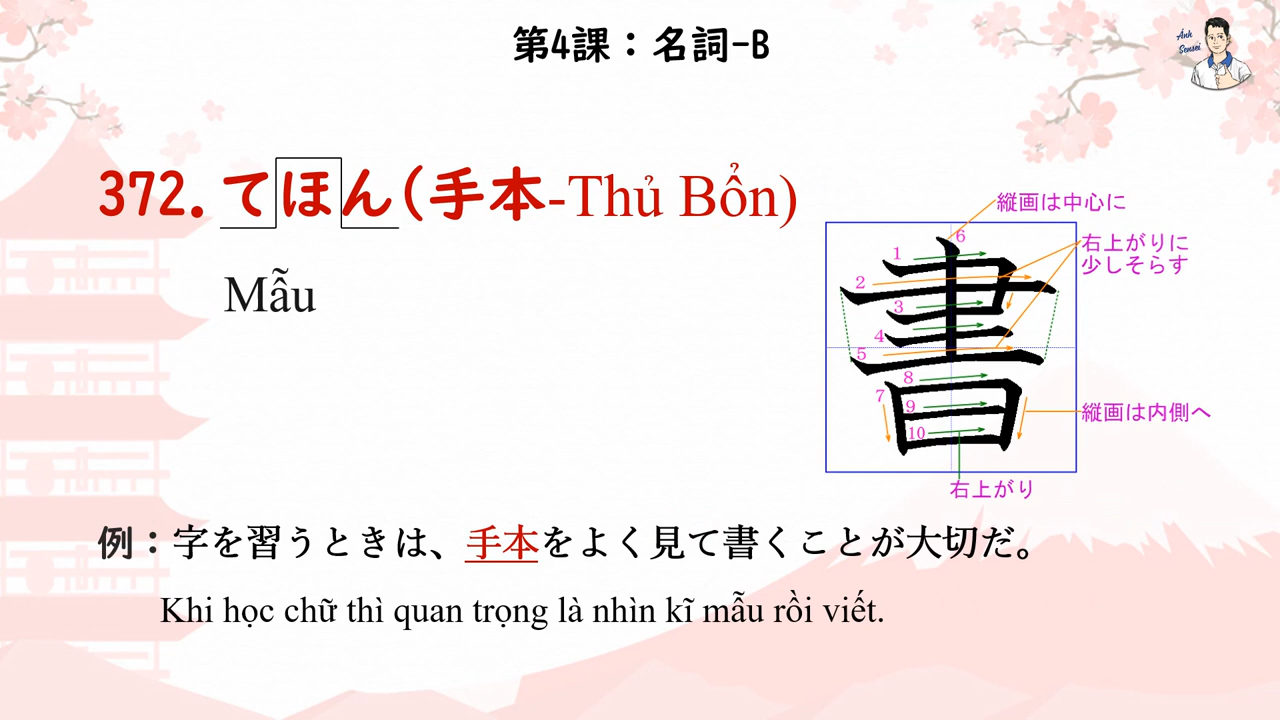 第4課：名詞-B
Anh
Sensei
372. てほん(手本-Thủ Bổn)
Mẫu
縦画は中心に
右上がりに
少しそらす
1
2
3
4
5
6
7
8
9
10
縦画は内側へ
右上がり
例：字を習うときは、手本をよく見て書くことが大切だ。
Khi học chữ thì quan trọng là nhìn kĩ mẫu rồi viết.
書